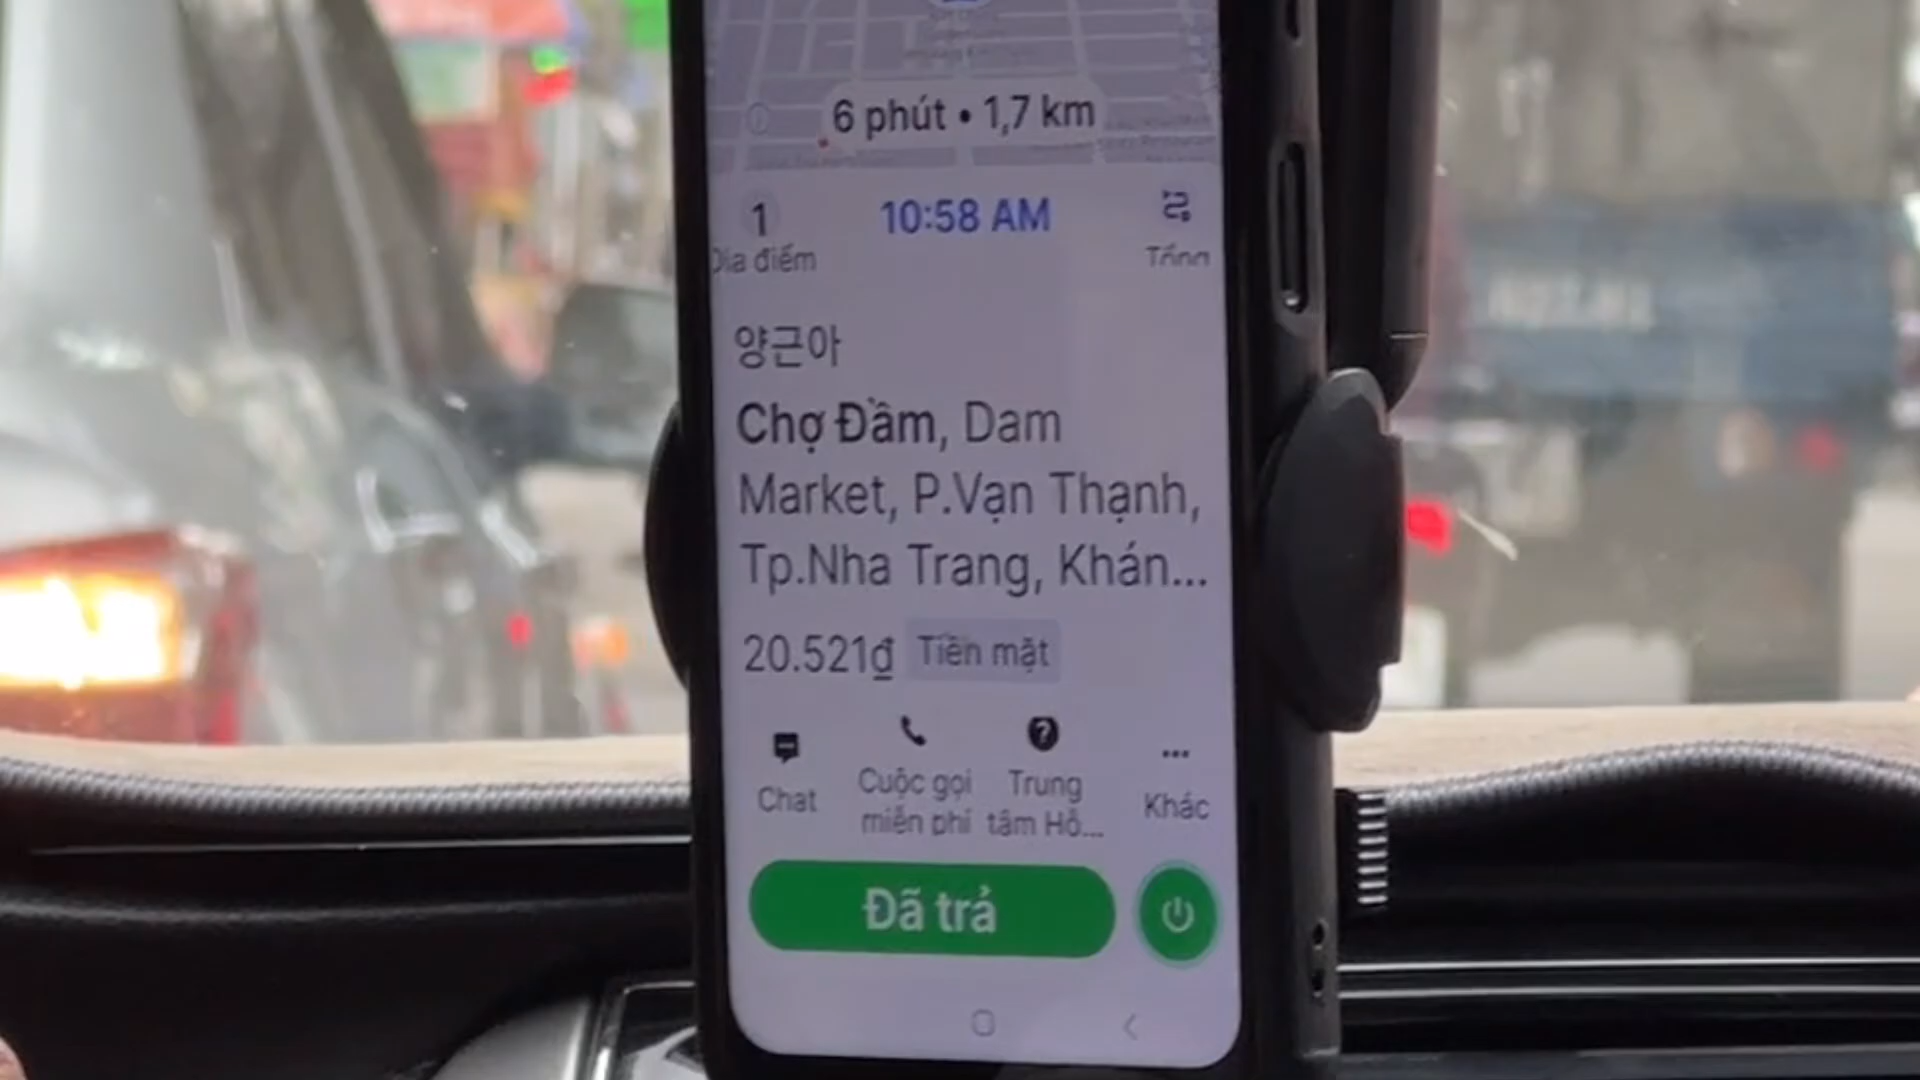 6 phút • 1,7 km
1
10:58 AM
Địa điểm
Tổng
양근아
Chợ Đầm, Dam
Market, P.Vạn Thạnh,
Tp.Nha Trang, Khán...
20.521₫ Tiền mặt
Chat
Cuộc gọi
miễn phí
Trung
tâm Hỗ...
Khác
Đã trả